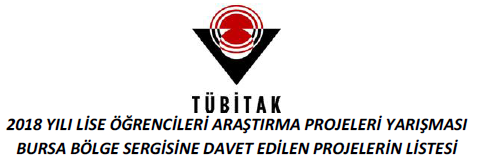 TÜBİTAK
2018 YILI LİSE ÖĞRENCİLERİ ARAŞTIRMA PROJELERİ YARIŞMASI
BURSA BÖLGE SERGİSİNE DAVET EDİLEN PROJELERİN LİSTESİ